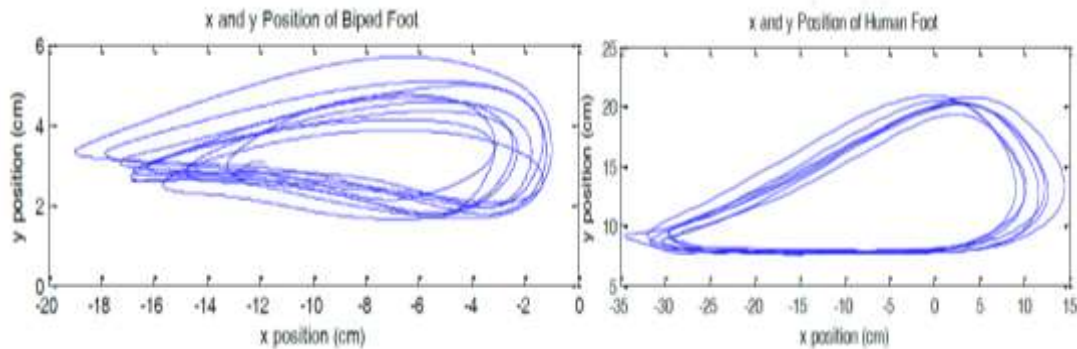 x and y Position of Biped Foot
6
4
2
0
y position (cm)
-20 -18 -16 -14 -12 -10 -8 -6 -4 -2 0
x position (cm)
x and y Position of Human Foot
25
20
15
10
5
y position (cm)
-35 -30 -25 -20 -15 -10 -5 0 5 10 15
x position (cm)